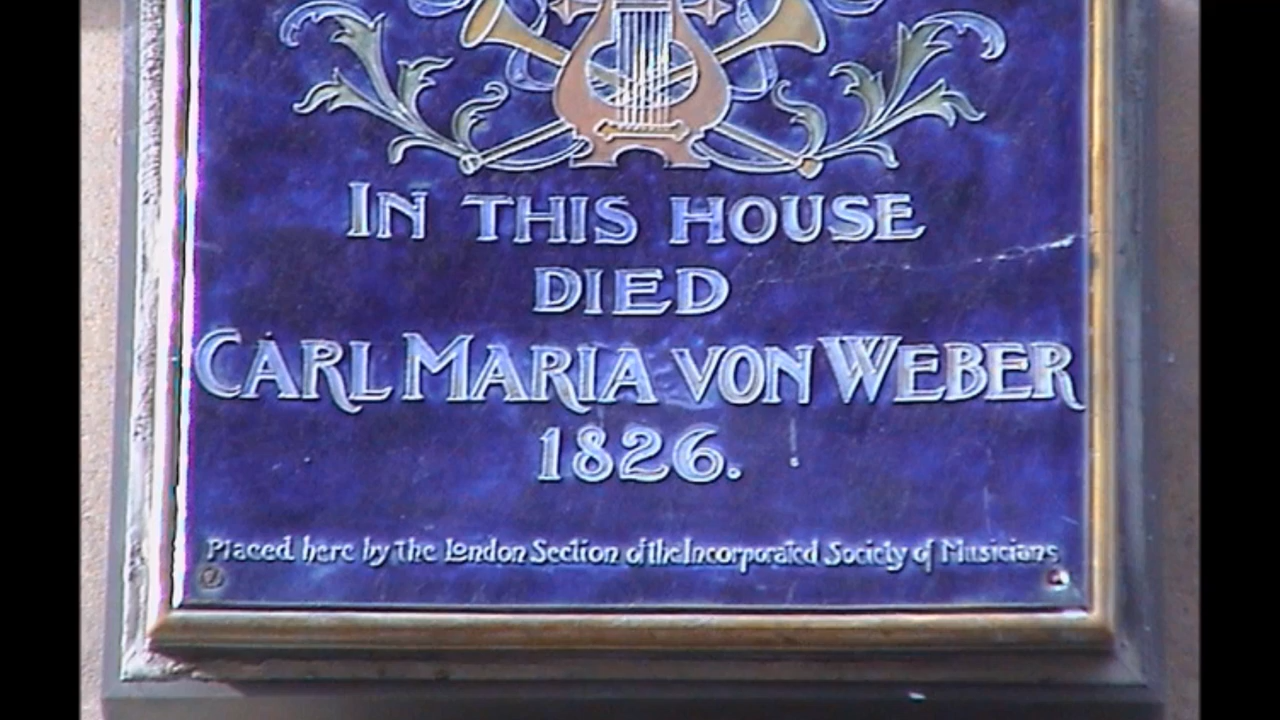 IN THIS HOUSE
DIED
CARL MARIA VON WEBER
1826.
Placed here by the London Section of the Incorporated Society of Musicians